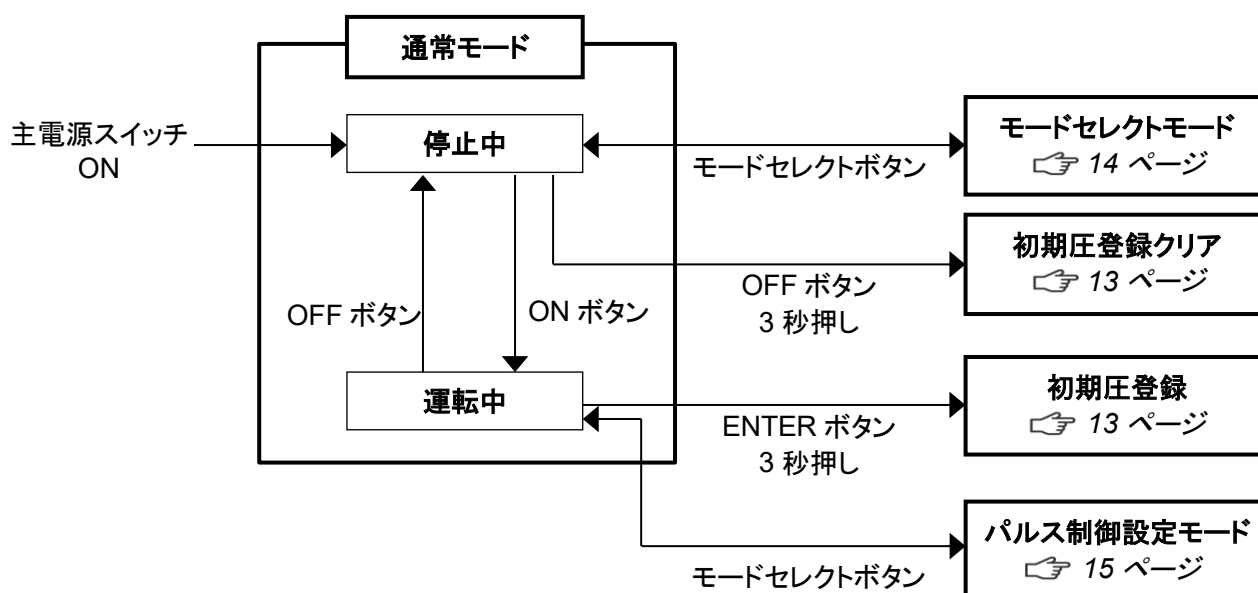 通常モード
主電源スイッチ
ON
停止中
モードセレクトボタン
モードセレクトモード
☞ 14 ページ
初期圧登録クリア
☞ 13 ページ
OFF ボタン
3 秒押し
OFF ボタン
ON ボタン
運転中
ENTER ボタン
3 秒押し
初期圧登録
☞ 13 ページ
パルス制御設定モード
☞ 15 ページ
モードセレクトボタン